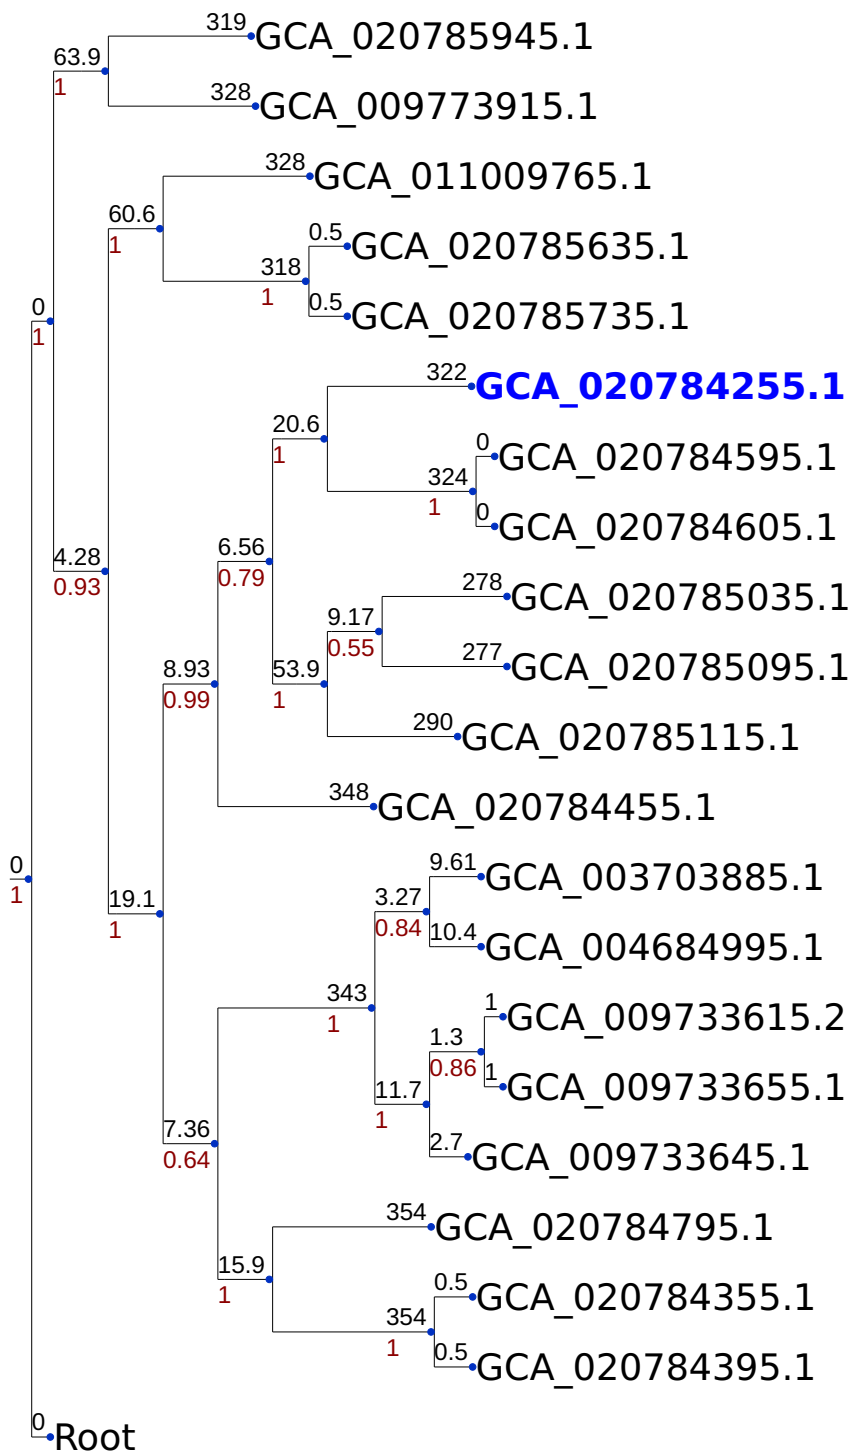 319
GCA_020785945.1
63.9
1
328
GCA_009773915.1
328
GCA_011009765.1
60.6
1
0.5
GCA_020785635.1
318
1
0.5
GCA_020785735.1
0
1
322
GCA_020784255.1
20.6
1
0
GCA_020784595.1
324
1
0
GCA_020784605.1
6.56
0.79
4.28
0.93
278
GCA_020785035.1
9.17
0.55
277
GCA_020785095.1
8.93
0.99
53.9
1
290
GCA_020785115.1
348
GCA_020784455.1
0
1
9.61
GCA_003703885.1
19.1
1
3.27
0.84
10.4
GCA_004684995.1
343
1
1
GCA_009733615.2
1.3
0.86
1
GCA_009733655.1
11.7
1
7.36
0.64
2.7
GCA_009733645.1
354
GCA_020784795.1
15.9
1
0.5
GCA_020784355.1
354
1
0.5
GCA_020784395.1
0
Root